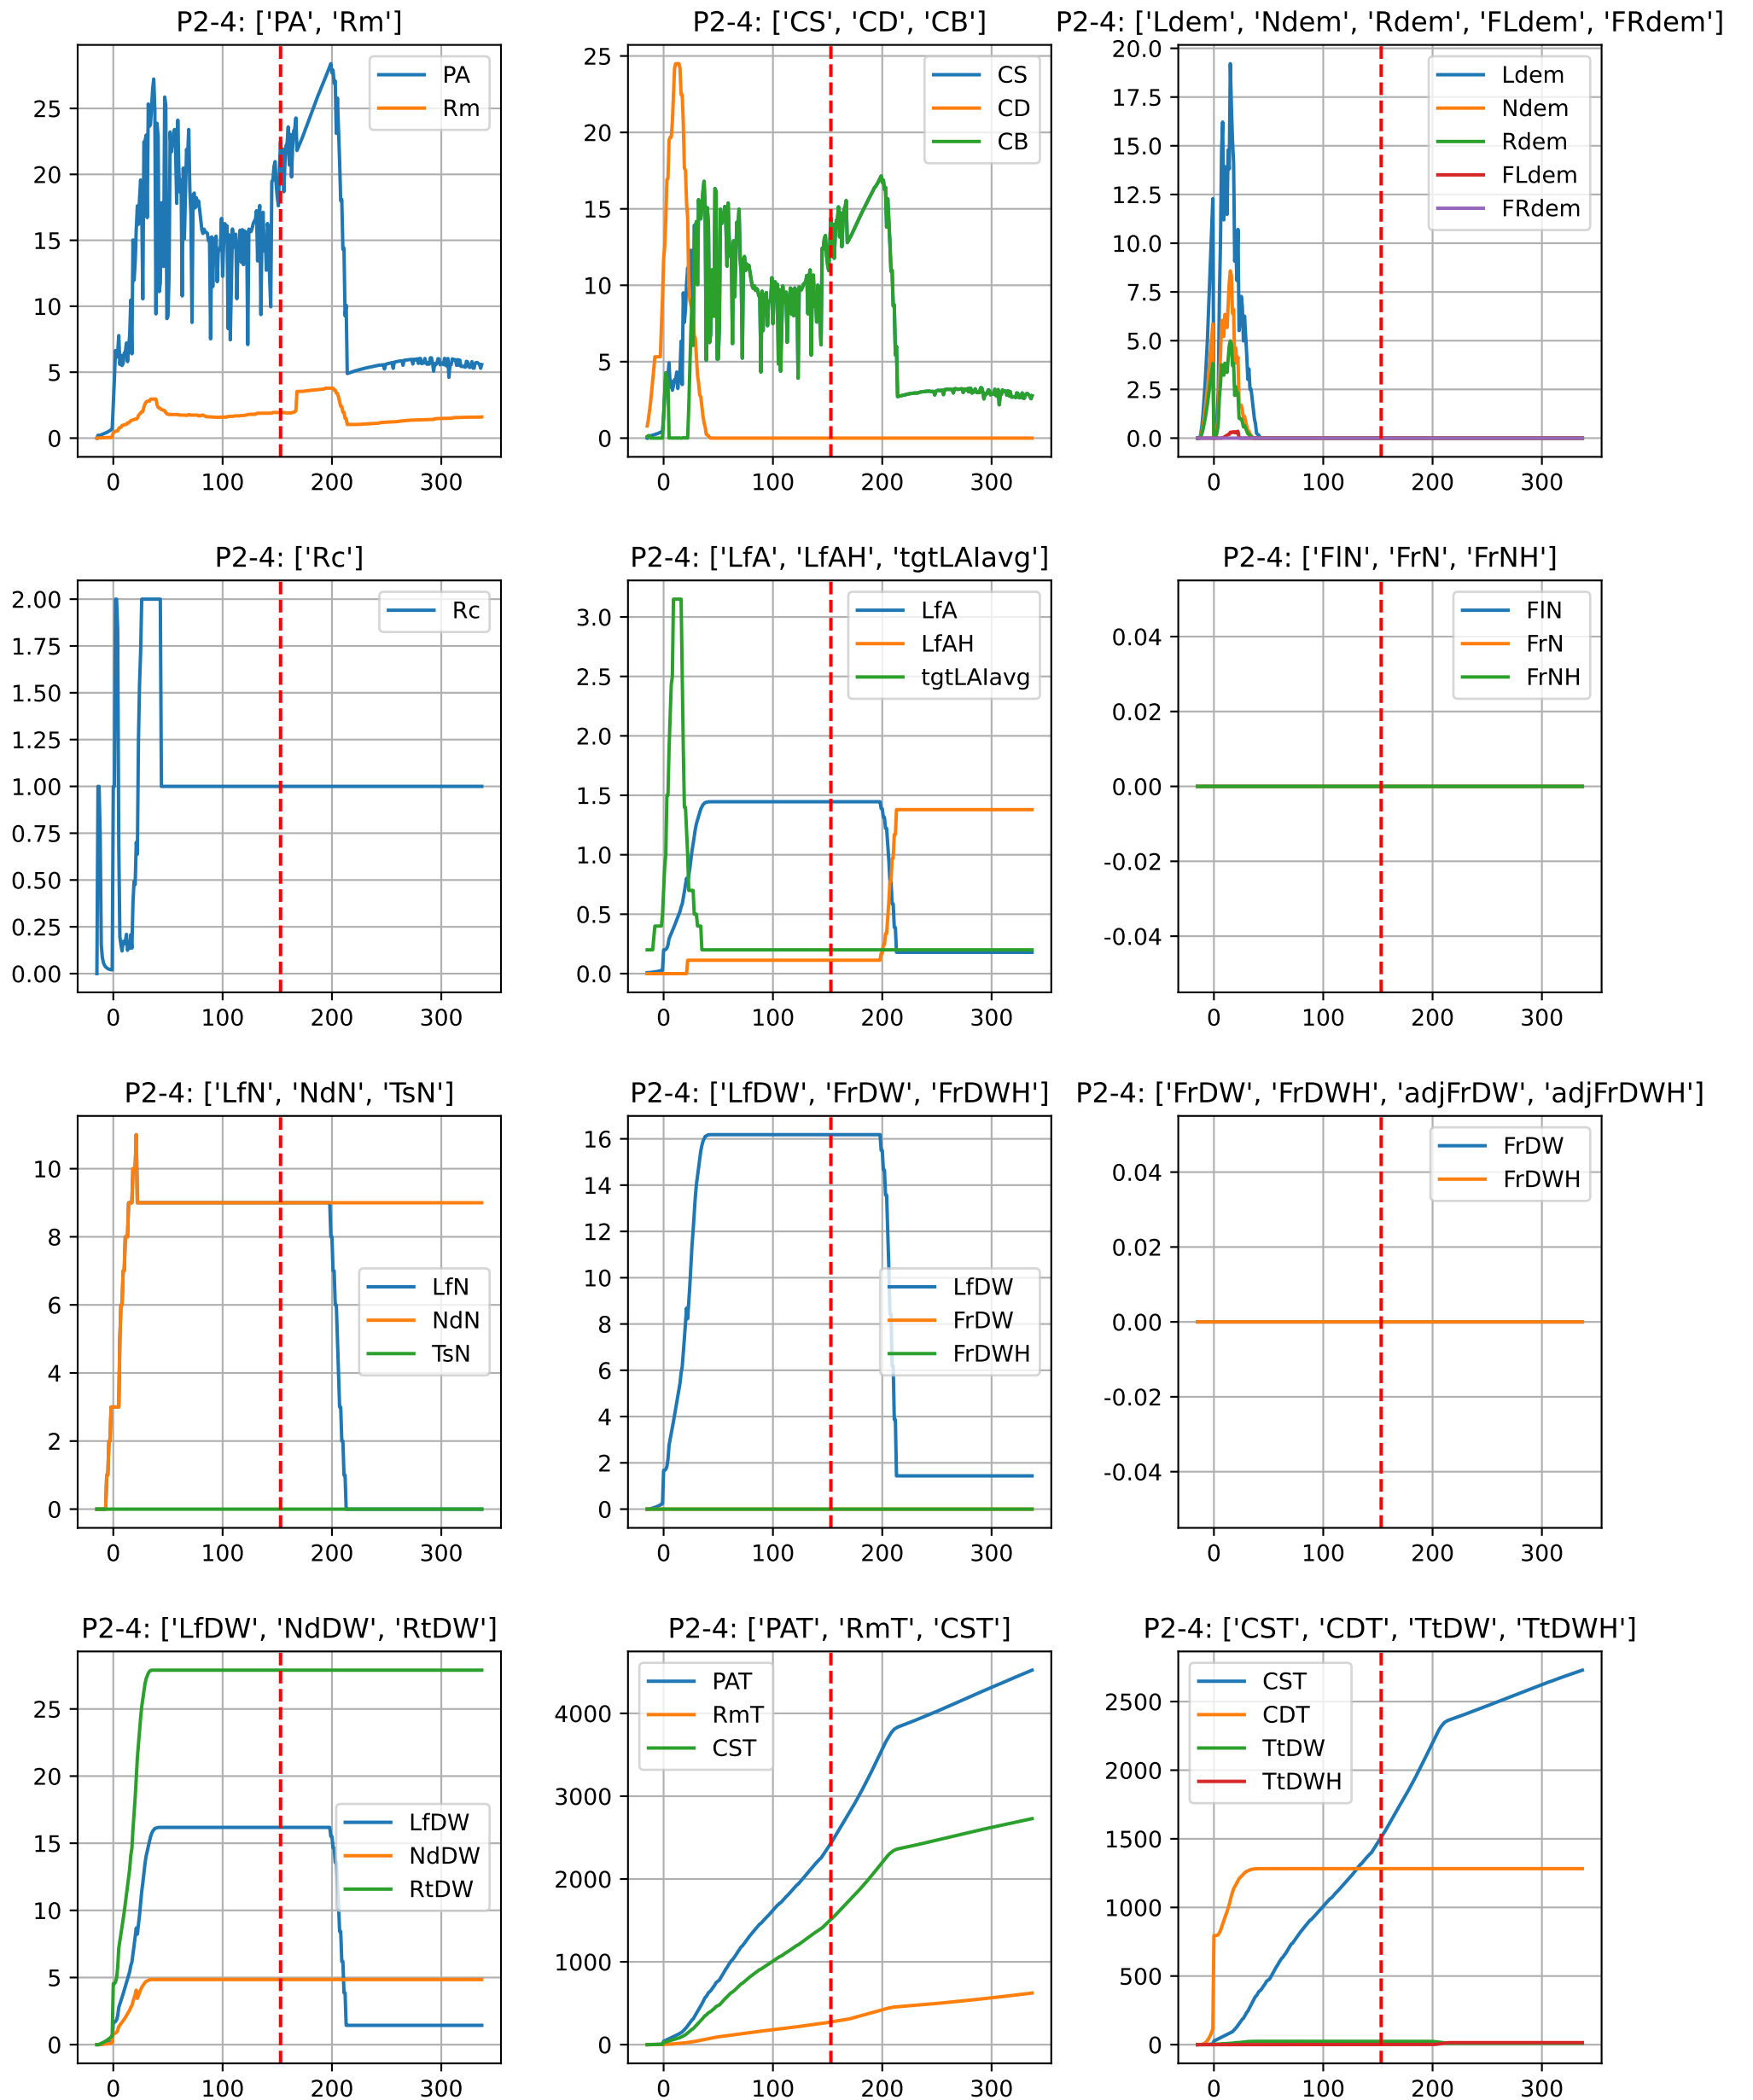 P2-4: ['PA', 'Rm']
25
20
15
10
5
0
0 100 200 300
PA
Rm
P2-4: ['CS', 'CD', 'CB']
25
20
15
10
5
0
0 100 200 300
CS
CD
CB
P2-4: ['Ldem', 'Ndem', 'Rdem', 'FLdem', 'FRdem']
20.0
17.5
15.0
12.5
10.0
7.5
5.0
2.5
0.0
0 100 200 300
Ldem
Ndem
Rdem
FLdem
FRdem
P2-4: ['Rc']
2.00
1.75
1.50
1.25
1.00
0.75
0.50
0.25
0.00
0 100 200 300
Rc
P2-4: ['LfA', 'LfAH', 'tgtLAIavg']
3.0
2.5
2.0
1.5
1.0
0.5
0.0
0 100 200 300
LfA
LfAH
tgtLAIavg
P2-4: ['FlN', 'FrN', 'FrNH']
0.04
0.02
0.00
-0.02
-0.04
0 100 200 300
FlN
FrN
FrNH
P2-4: ['LfN', 'NdN', 'TsN']
10
8
6
4
2
0
0 100 200 300
LfN
NdN
TsN
P2-4: ['LfDW', 'FrDW', 'FrDWH']
16
14
12
10
8
6
4
2
0
0 100 200 300
LfDW
FrDW
FrDWH
P2-4: ['FrDW', 'FrDWH', 'adjFrDW', 'adjFrDWH']
0.04
0.02
0.00
-0.02
-0.04
0 100 200 300
FrDW
FrDWH
P2-4: ['LfDW', 'NdDW', 'RtDW']
25
20
15
10
5
0
0 100 200 300
LfDW
NdDW
RtDW
P2-4: ['PAT', 'RmT', 'CST']
4000
3000
2000
1000
0
0 100 200 300
PAT
RmT
CST
P2-4: ['CST', 'CDT', 'TtDW', 'TtDWH']
2500
2000
1500
1000
500
0
0 100 200 300
CST
CDT
TtDW
TtDWH